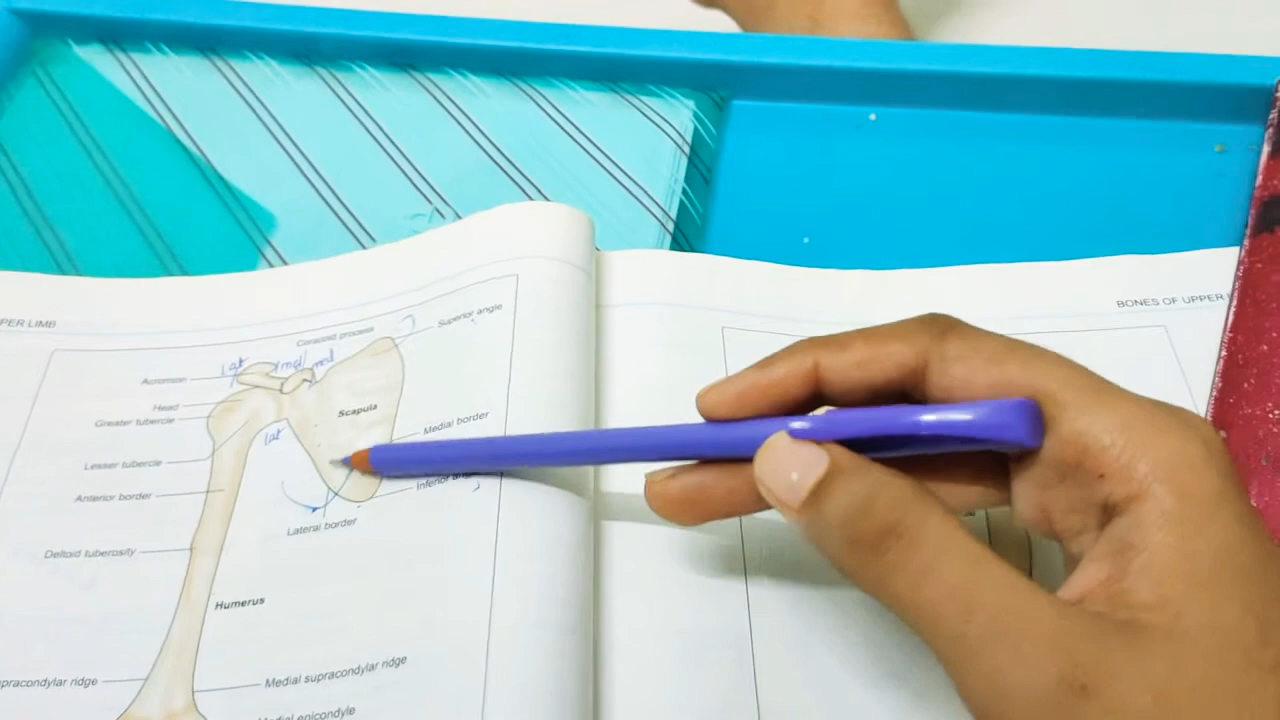 PER LIMB
BONES OF UPPER
Superior angle
Coracoid process
Lat med med
Acromion
Head
Greater tubercle
Scapula
Medial border
lat
Lesser tubercle
Inferior angle
Anterior border
Lateral border
Deltoid tuberosity
Humerus
pracondylar ridge
Medial supracondylar ridge
Medial epicondyle